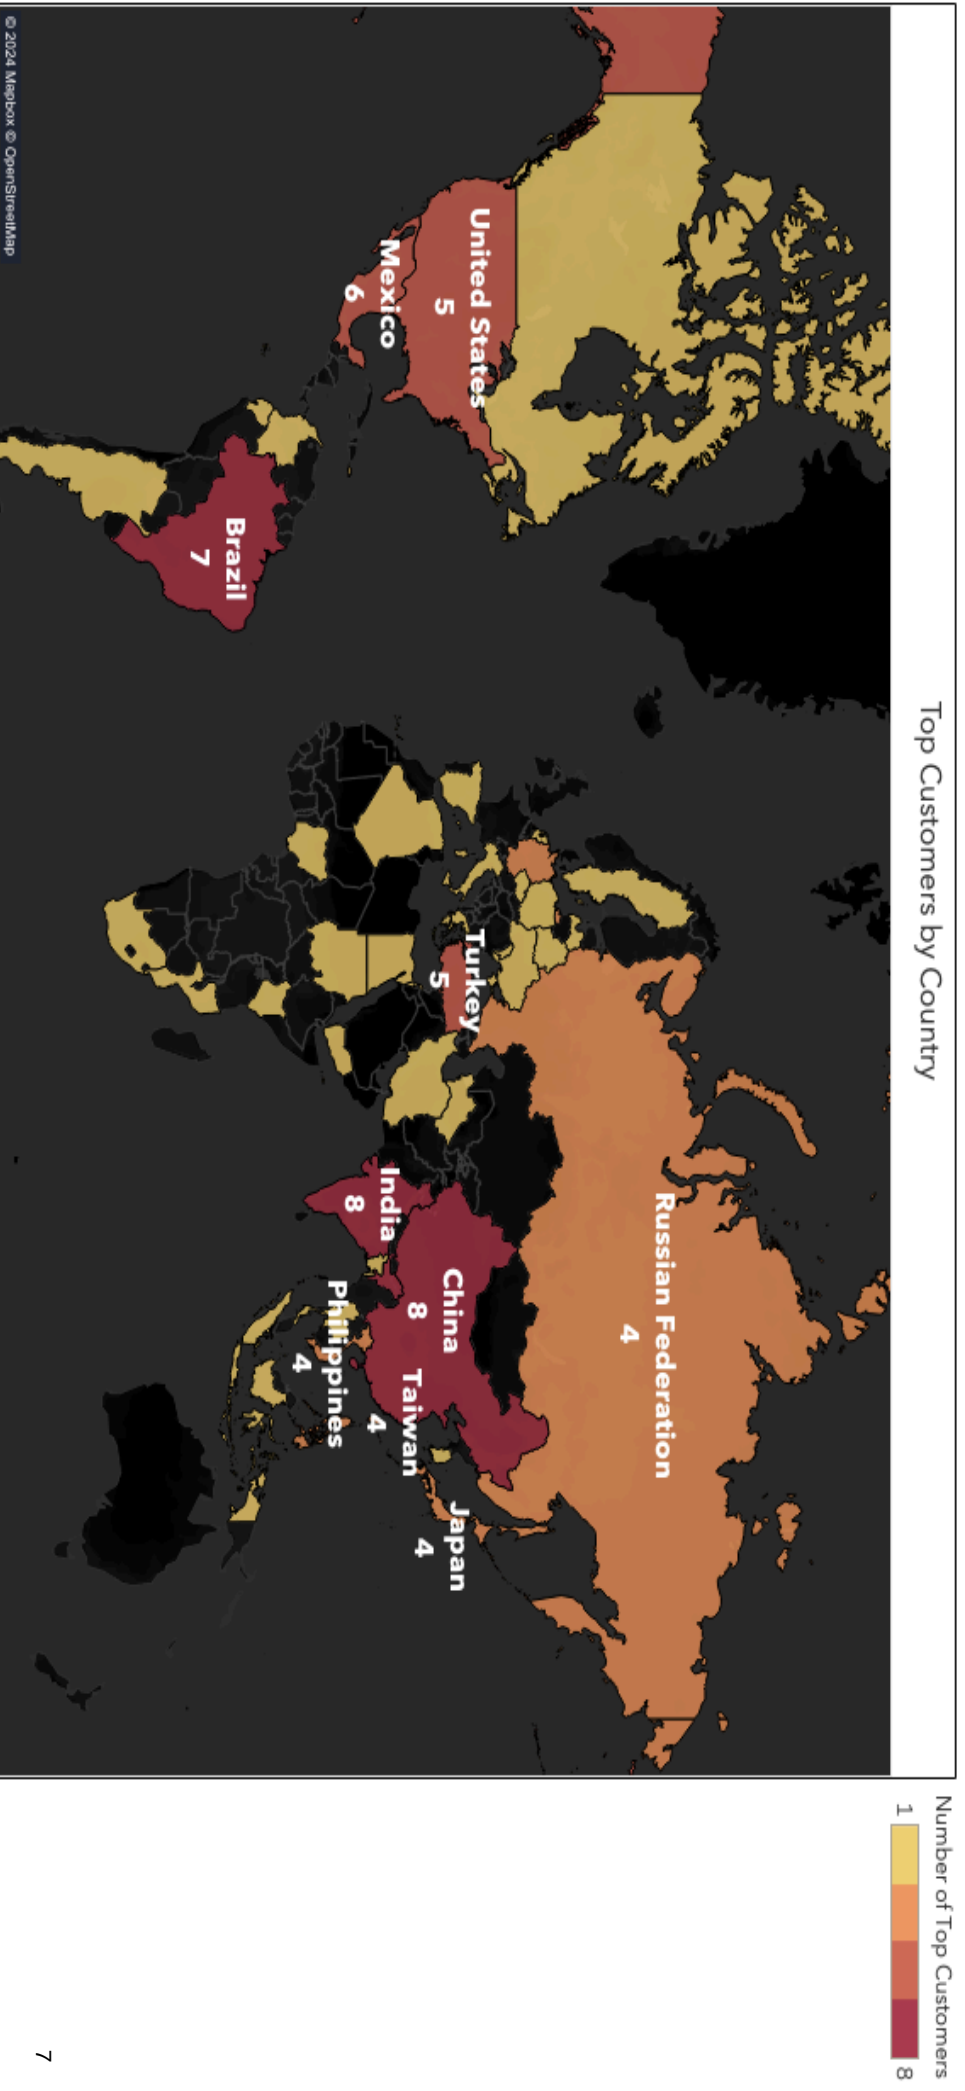 Top Customers by Country
Number of Top Customers
1
8
Russian Federation
4
United States
5
Turkey
5
China
8
Japan
4
Taiwan
4
Mexico
6
India
8
Philippines
4
Brazil
7
© 2024 Mapbox © OpenStreetMap
7